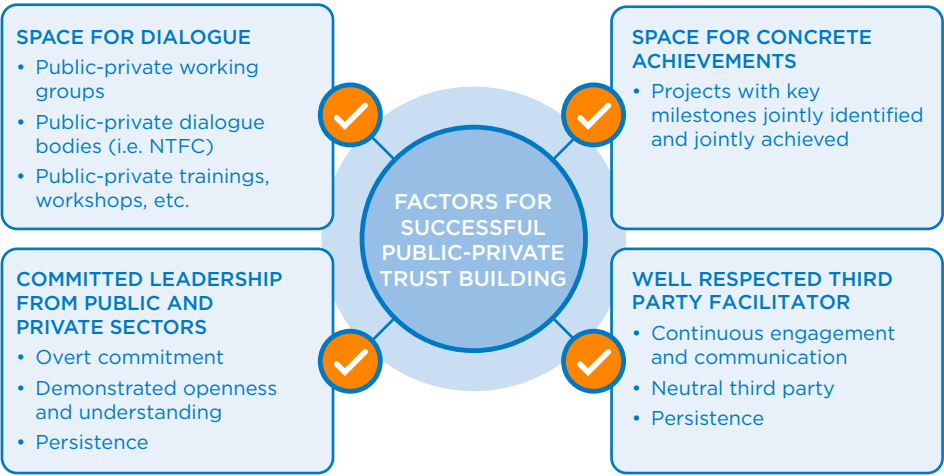 SPACE FOR DIALOGUE
• Public-private working
groups
• Public-private dialogue
bodies (i.e. NTFC)
• Public-private trainings,
workshops, etc.
SPACE FOR CONCRETE
ACHIEVEMENTS
• Projects with key
milestones jointly identified
and jointly achieved
FACTORS FOR
SUCCESSFUL
PUBLIC-PRIVATE
TRUST BUILDING
COMMITTED LEADERSHIP
FROM PUBLIC AND
PRIVATE SECTORS
• Overt commitment
• Demonstrated openness
and understanding
• Persistence
WELL RESPECTED THIRD
PARTY FACILITATOR
• Continuous engagement
and communication
• Neutral third party
• Persistence